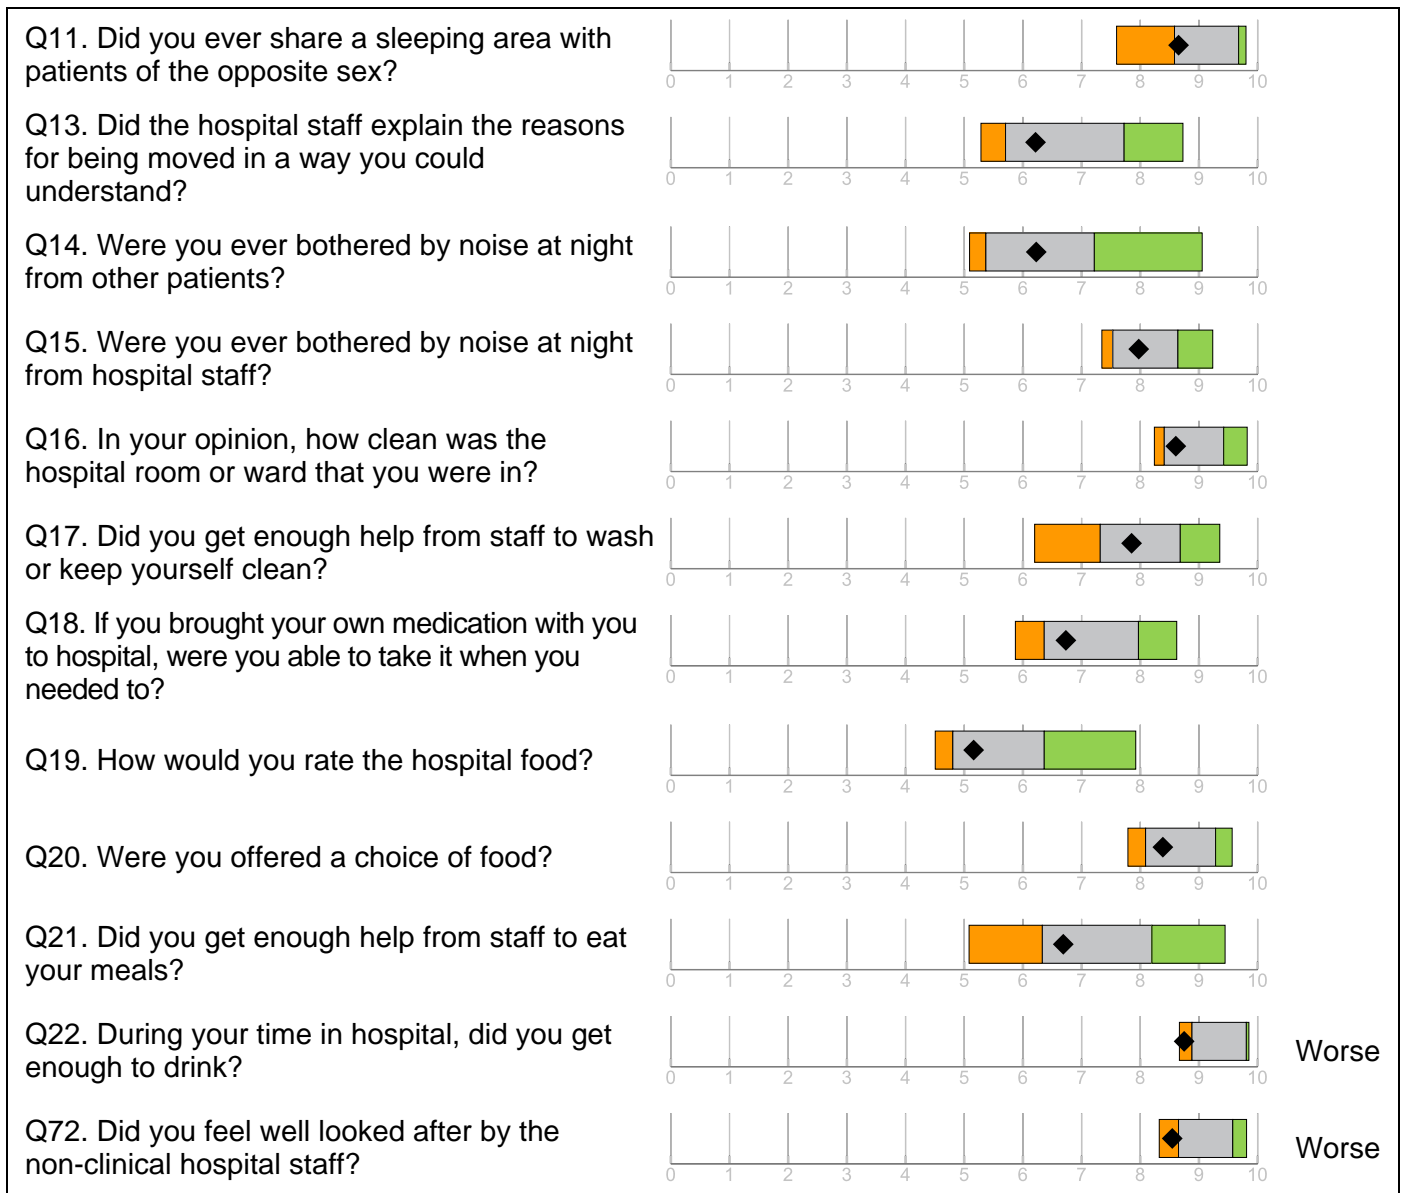 Q11. Did you ever share a sleeping area with
patients of the opposite sex?
0 1 2 3 4 5 6 7 8 9 10
Q13. Did the hospital staff explain the reasons
for being moved in a way you could
understand?
0 1 2 3 4 5 6 7 8 9 10
Q14. Were you ever bothered by noise at night
from other patients?
0 1 2 3 4 5 6 7 8 9 10
Q15. Were you ever bothered by noise at night
from hospital staff?
0 1 2 3 4 5 6 7 8 9 10
Q16. In your opinion, how clean was the
hospital room or ward that you were in?
0 1 2 3 4 5 6 7 8 9 10
Q17. Did you get enough help from staff to wash
or keep yourself clean?
0 1 2 3 4 5 6 7 8 9 10
Q18. If you brought your own medication with you
to hospital, were you able to take it when you
needed to?
0 1 2 3 4 5 6 7 8 9 10
Q19. How would you rate the hospital food?
0 1 2 3 4 5 6 7 8 9 10
Q20. Were you offered a choice of food?
0 1 2 3 4 5 6 7 8 9 10
Q21. Did you get enough help from staff to eat
your meals?
0 1 2 3 4 5 6 7 8 9 10
Q22. During your time in hospital, did you get
enough to drink?
0 1 2 3 4 5 6 7 8 9 10
Worse
Q72. Did you feel well looked after by the
non-clinical hospital staff?
0 1 2 3 4 5 6 7 8 9 10
Worse